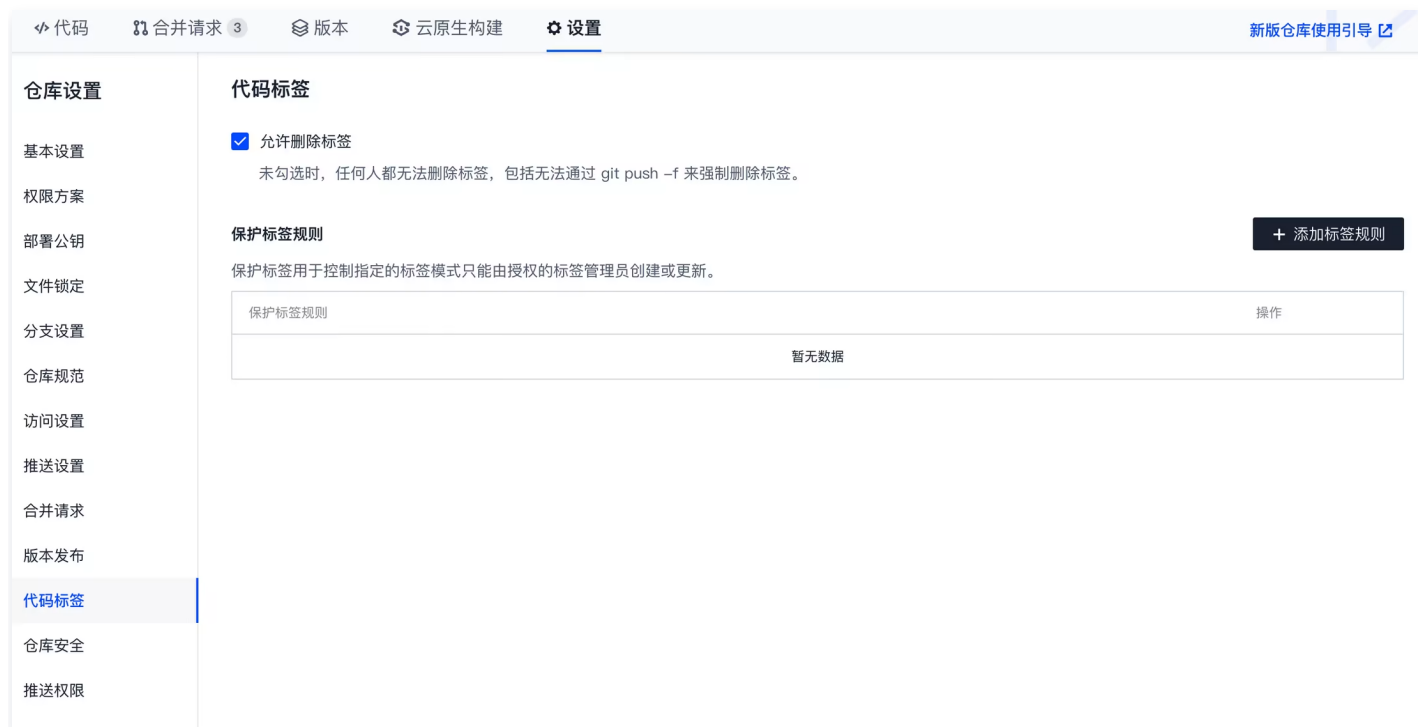 代码 合并请求 3 版本 云原生构建 设置 新版仓库使用引导
仓库设置
基本设置
权限方案
部署公钥
文件锁定
分支设置
仓库规范
访问设置
推送设置
合并请求
版本发布
代码标签
仓库安全
推送权限
代码标签
允许删除标签
未勾选时，任何人都无法删除标签，包括无法通过 git push -f 来强制删除标签。
保护标签规则 + 添加标签规则
保护标签用于控制指定的标签模式只能由授权的标签管理员创建或更新。
保护标签规则 操作
暂无数据